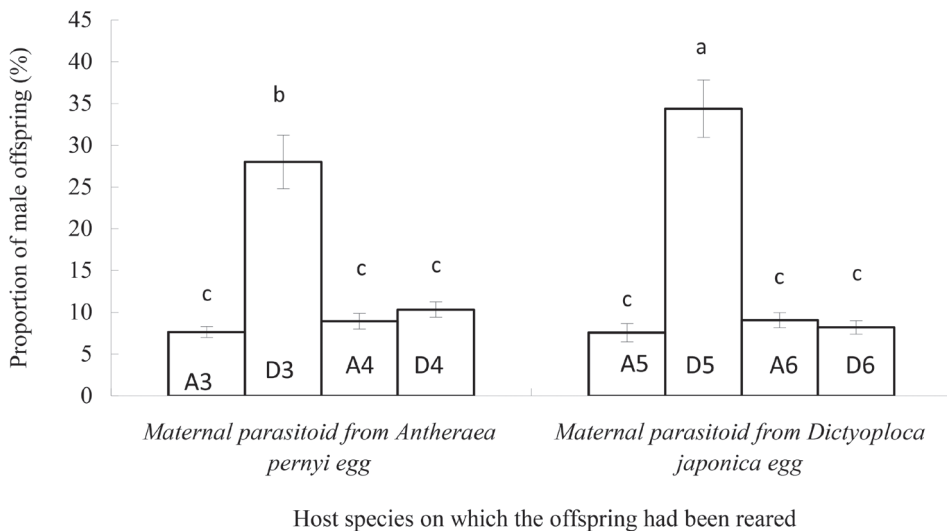 Proportion of male offspring (%)
45
40
35
30
25
20
15
10
5
0
c
b
c
c
c
a
c
c
A3
D3
A4
D4
A5
D5
A6
D6
Maternal parasitoid from Antheraea
pernyi egg
Maternal parasitoid from Dictyoploca
japonica egg
Host species on which the offspring had been reared